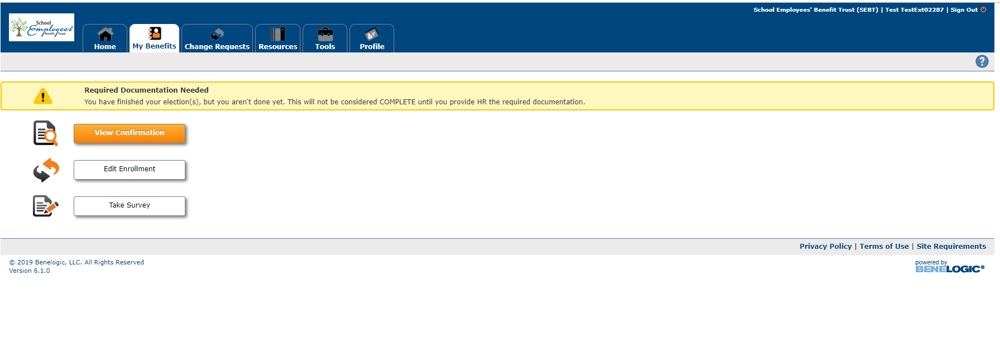 School Employees' Benefit Trust (SEBT) | Test TestExt02287 | Sign Out
School
Employees'
Benefit Trust
Home
My Benefits
Change Requests
Resources
Tools
Profile
?
Required Documentation Needed
You have finished your election(s), but you aren't done yet. This will not be considered COMPLETE until you provide HR the required documentation.
View Confirmation
Edit Enrollment
Take Survey
Privacy Policy | Terms of Use | Site Requirements
© 2019 Benelogic, LLC. All Rights Reserved
Version 6.1.0
powered by
BENELOGIC®